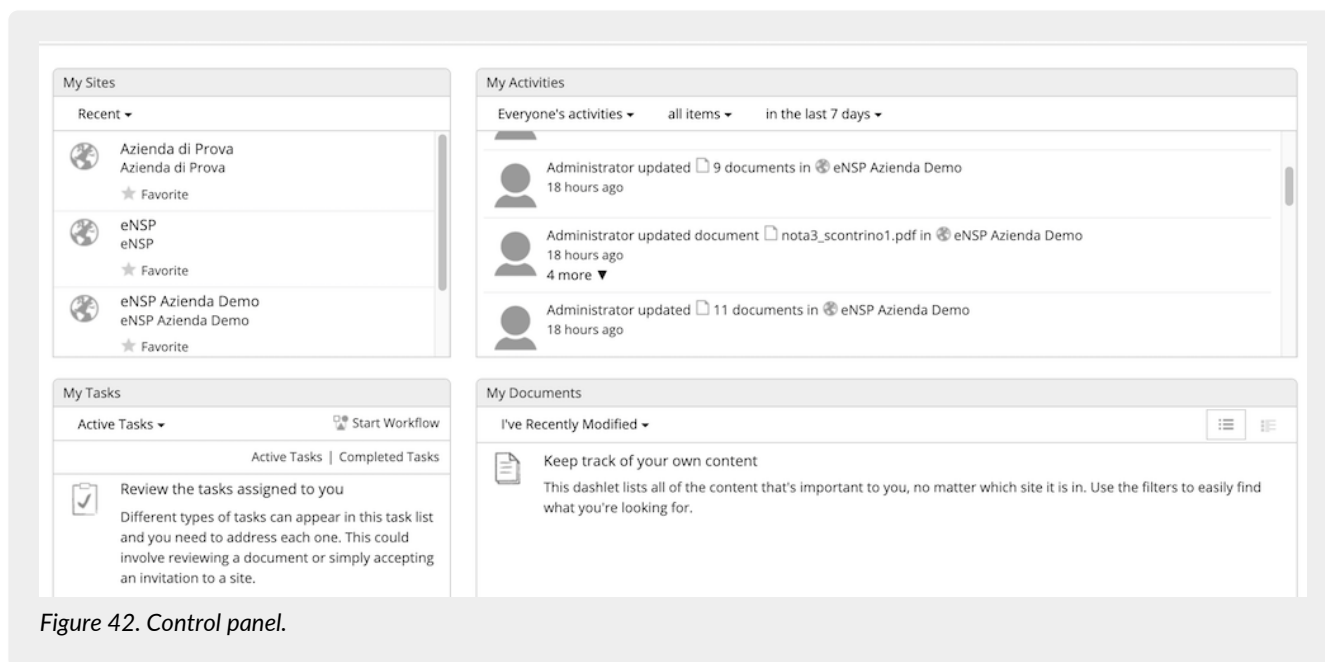 My Sites
Recent
Azienda di Prova
Azienda di Prova
Favorite
eNSP
eNSP
Favorite
eNSP Azienda Demo
eNSP Azienda Demo
Favorite
My Activities
Everyone's activities all items in the last 7 days
Administrator updated 9 documents in eNSP Azienda Demo
18 hours ago
Administrator updated document nota3_scontrino1.pdf in eNSP Azienda Demo
18 hours ago
4 more ▼
Administrator updated 11 documents in eNSP Azienda Demo
18 hours ago
My Tasks
Active Tasks Start Workflow
Active Tasks | Completed Tasks
Review the tasks assigned to you
Different types of tasks can appear in this task list
and you need to address each one. This could
involve reviewing a document or simply accepting
an invitation to a site.
My Documents
I've Recently Modified
Keep track of your own content
This dashlet lists all of the content that's important to you, no matter which site it is in. Use the filters to easily find
what you're looking for.
Figure 42. Control panel.